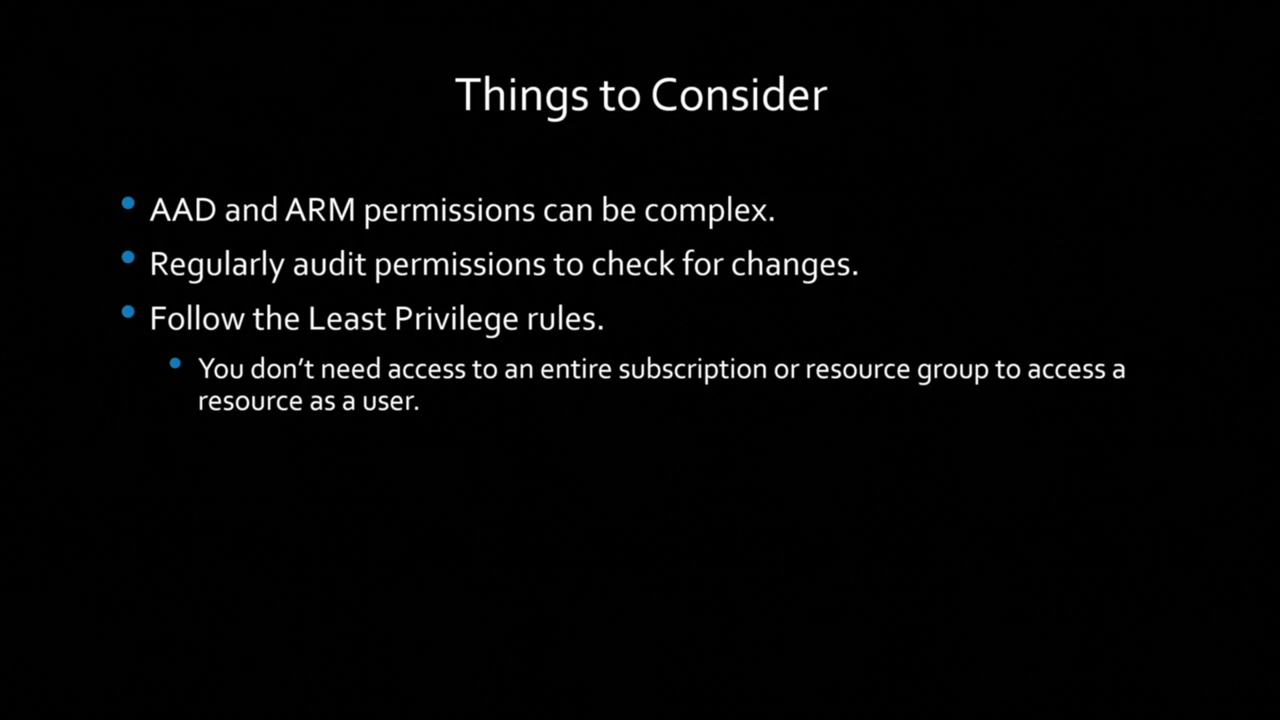 Things to Consider
AAD and ARM permissions can be complex.
Regularly audit permissions to check for changes.
Follow the Least Privilege rules.
You don’t need access to an entire subscription or resource group to access a
resource as a user.